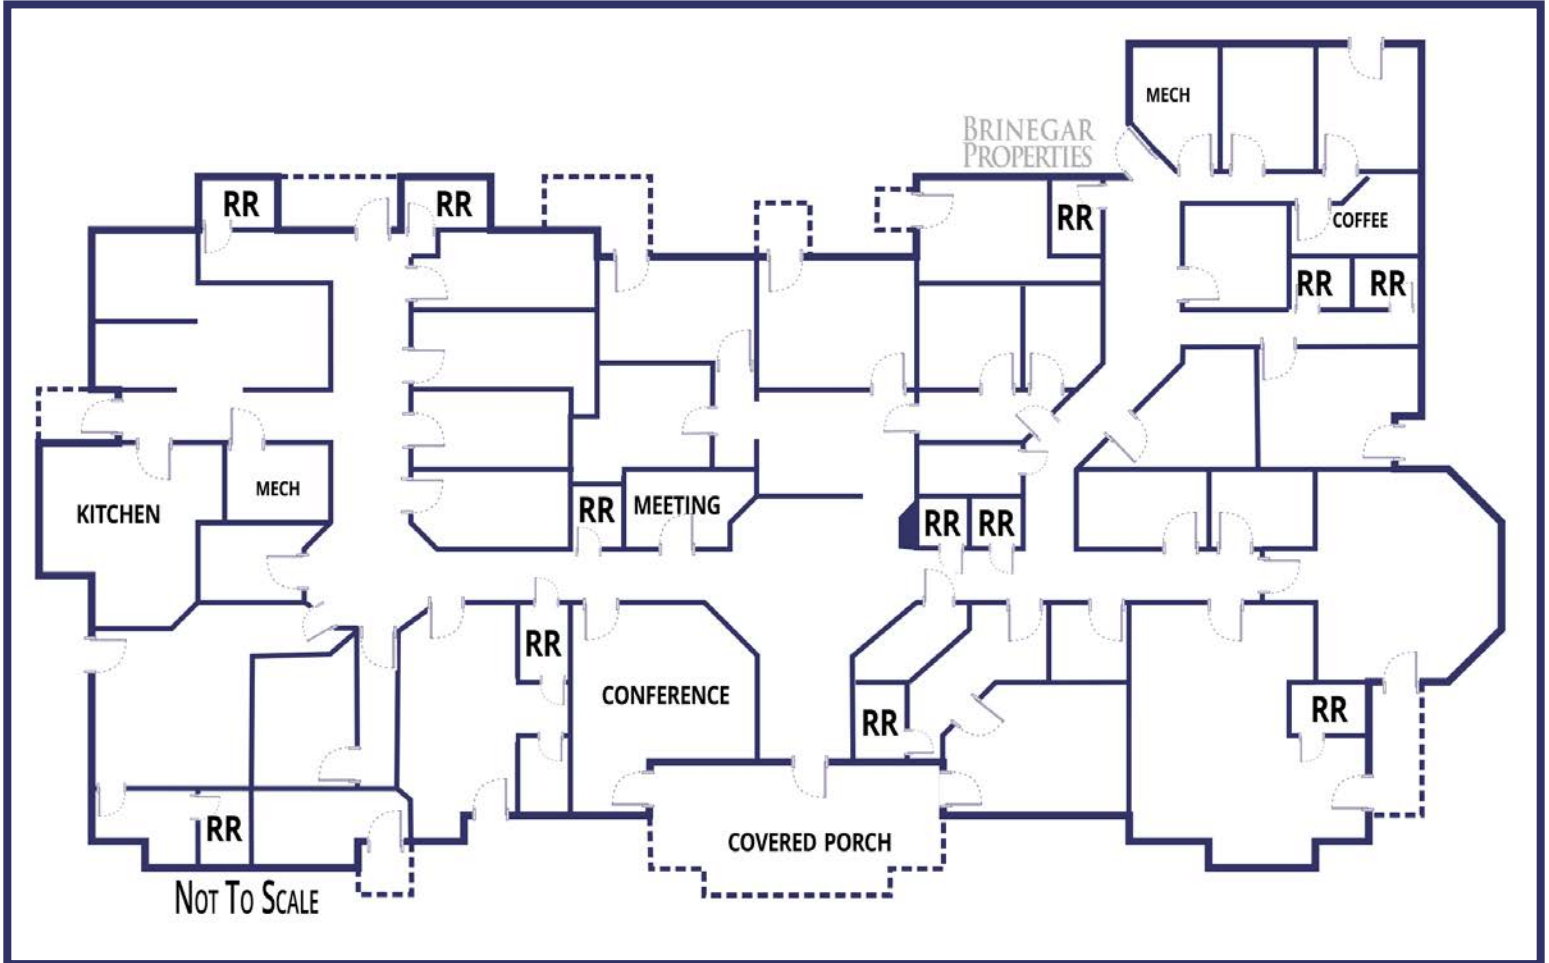 MECH
BRINEGAR
PROPERTIES
RR
RR
RR
COFFEE
RR
RR
MECH
KITCHEN
RR
MEETING
RR
RR
RR
CONFERENCE
RR
RR
RR
COVERED PORCH
NOT TO SCALE